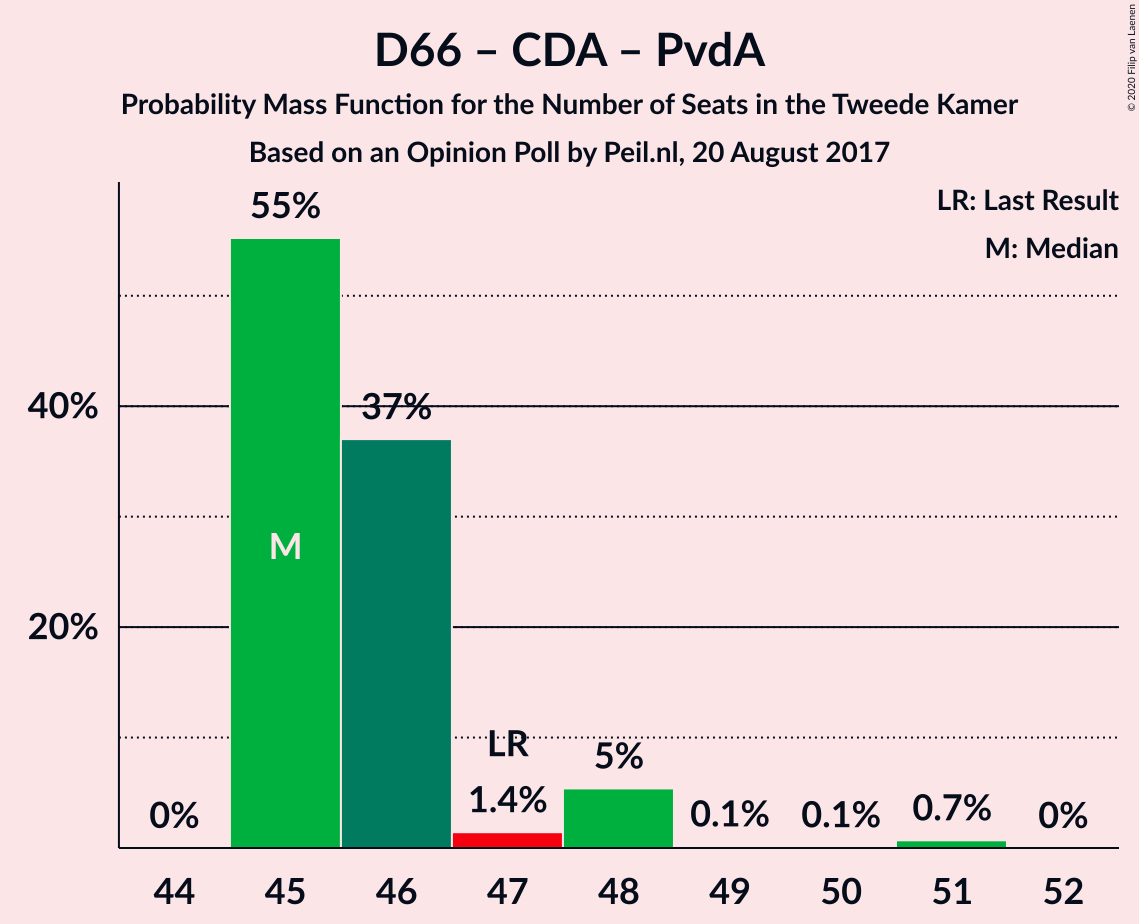 D66 – CDA – PvdA
Probability Mass Function for the Number of Seats in the Tweede Kamer
Based on an Opinion Poll by Peil.nl, 20 August 2017
© 2020 Filip van Laenen
LR: Last Result
M: Median
55%
40%
37%
M
20%
LR
5%
1.4%
0%
0.1%
0.1%
0.7%
0%
44 45 46 47 48 49 50 51 52